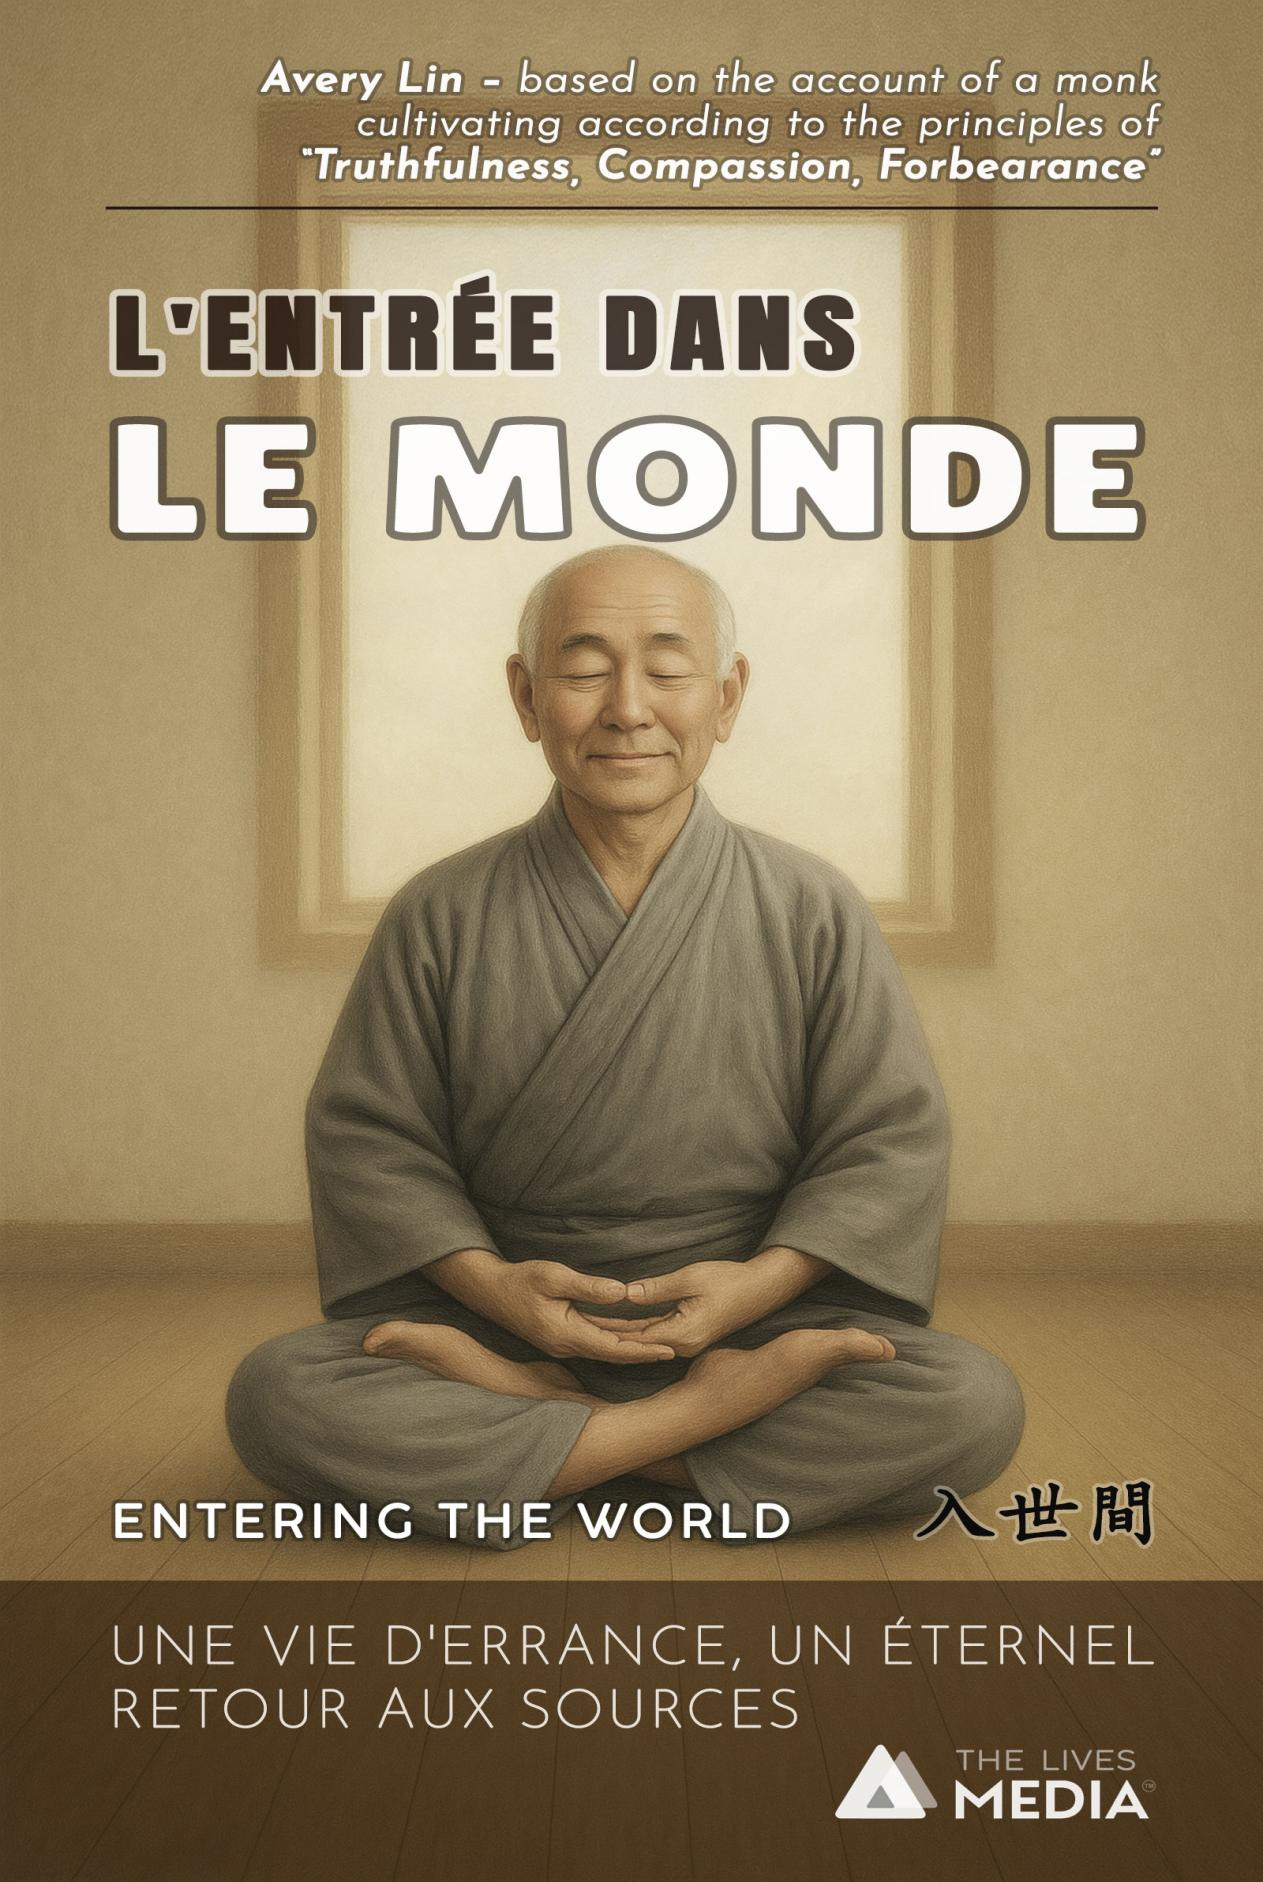 Avery Lin – based on the account of a monk
cultivating according to the principles of
“Truthfulness, Compassion, Forbearance”
L'ENTRÉE DANS
LE MONDE
ENTERING THE WORLD
入世間
UNE VIE D'ERRANCE, UN ÉTERNEL
RETOUR AUX SOURCES
THE LIVES
MEDIA™